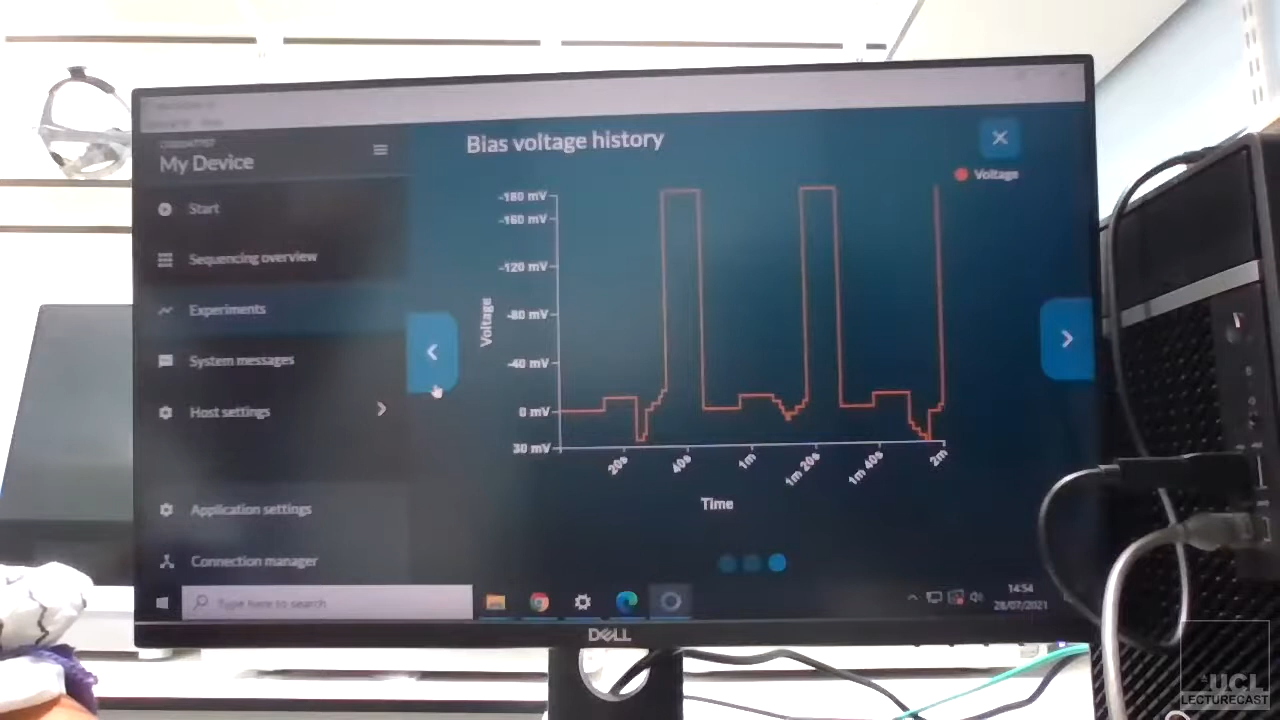 My Device
Start
Sequencing overview
Experiments
System messages
Host settings
Application settings
Connection manager
Bias voltage history
Voltage
-180 mV
-160 mV
-120 mV
-80 mV
-40 mV
0 mV
30 mV
Voltage
20s
40s
1m
1m 20s
1m 40s
2m
Time
Type here to search
14:54
28/07/2021
DELL
UCL
LECTURECAST